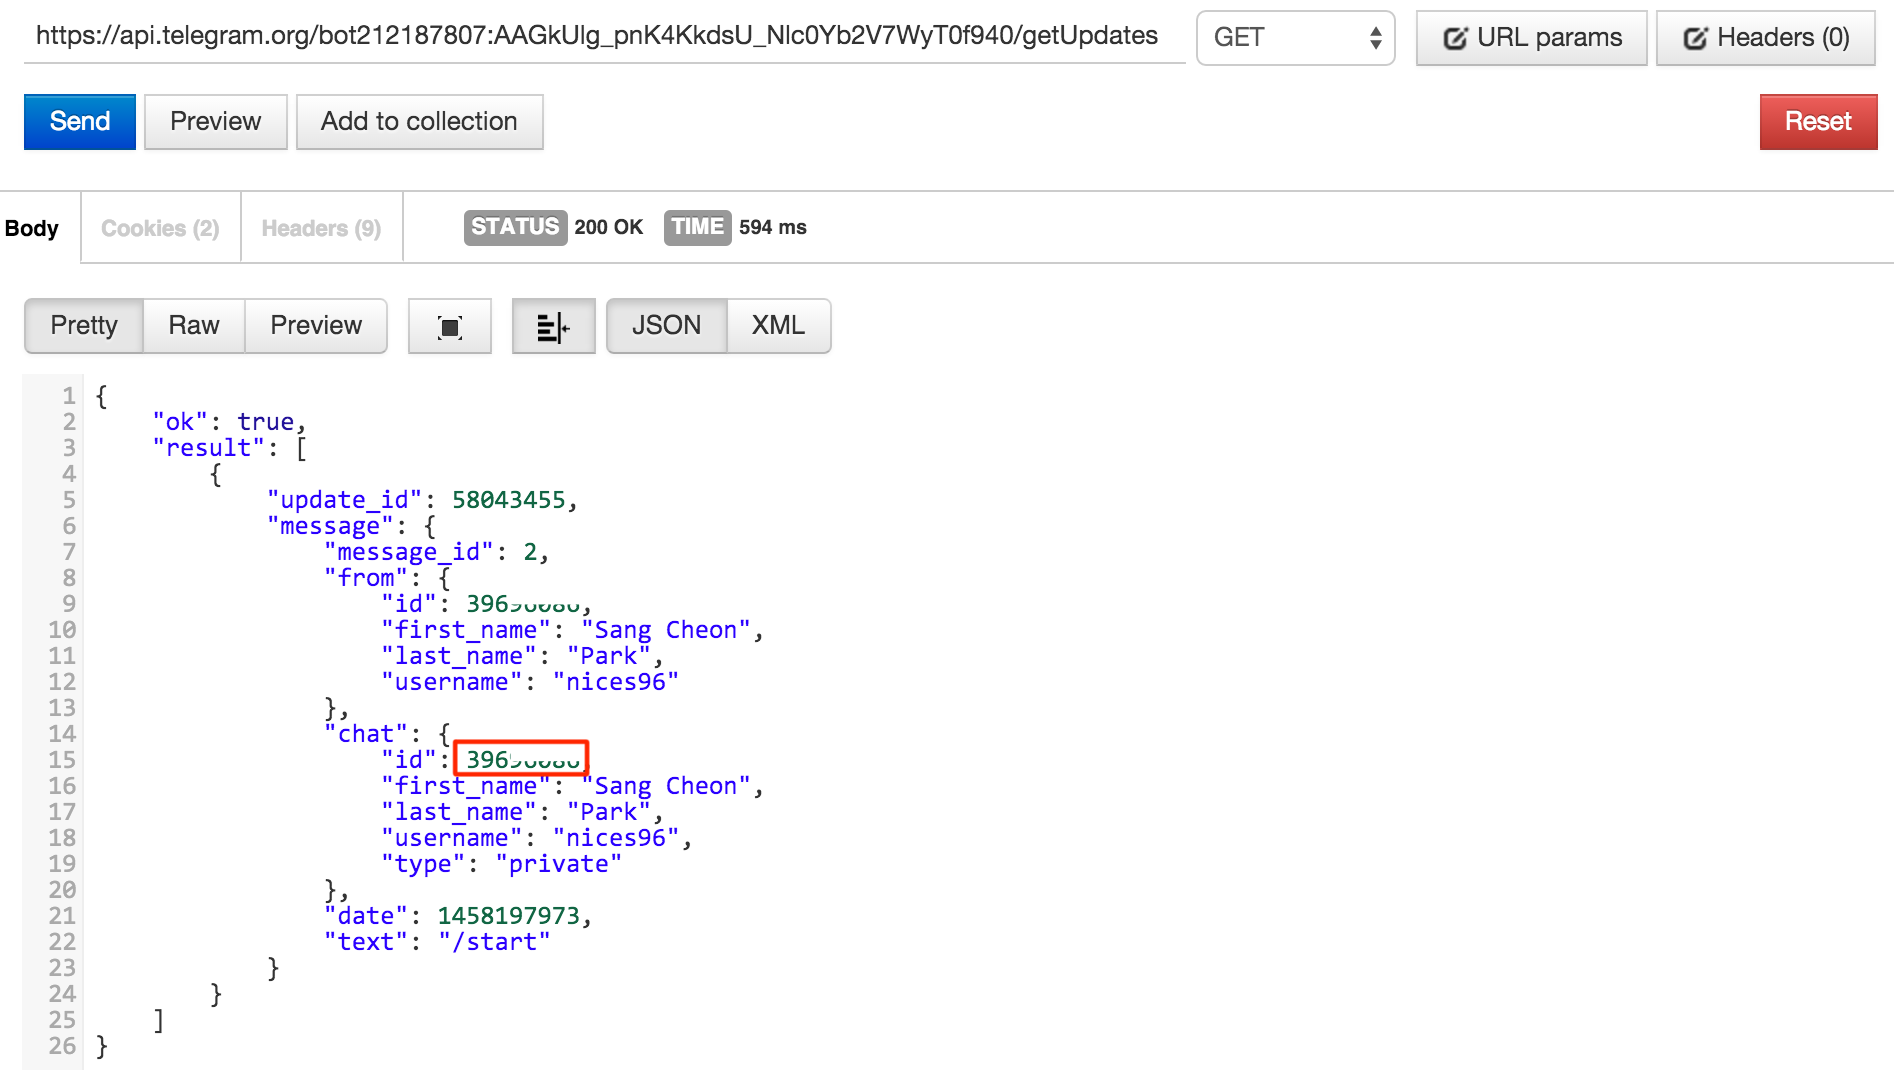 https://api.telegram.org/bot212187807:AAGkUlg_pnK4KkdsU_Nlc0Yb2V7WyT0f940/getUpdates GET URL params Headers (0)
Send Preview Add to collection Reset
Body Cookies (2) Headers (9) STATUS 200 OK TIME 594 ms
Pretty Raw Preview JSON XML
1 {
2 "ok": true,
3 "result": [
4 {
5 "update_id": 58043455,
6 "message": {
7 "message_id": 2,
8 "from": {
9 "id":
10 "first_name": "Sang Cheon",
11 "last_name": "Park",
12 "username": "nices96"
13 },
14 "chat": {
15 "id":
16 "first_name": "Sang Cheon",
17 "last_name": "Park",
18 "username": "nices96",
19 "type": "private"
20 },
21 "date": 1458197973,
22 "text": "/start"
23 }
24 }
25 ]
26 }